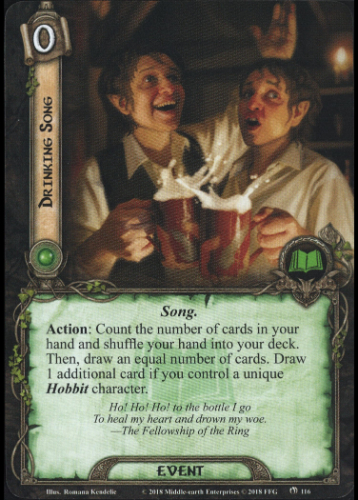 0
DRINKING SONG
Song.
Action: Count the number of cards in your
hand and shuffle your hand into your deck.
Then, draw an equal number of cards. Draw
1 additional card if you control a unique
Hobbit character.
Ho! Ho! Ho! to the bottle I go
To heal my heart and drown my woe.
—The Fellowship of the Ring
EVENT
Illus. Romana Kendelic
© 2018 Middle-earth Enterprises © 2018 FFG
116